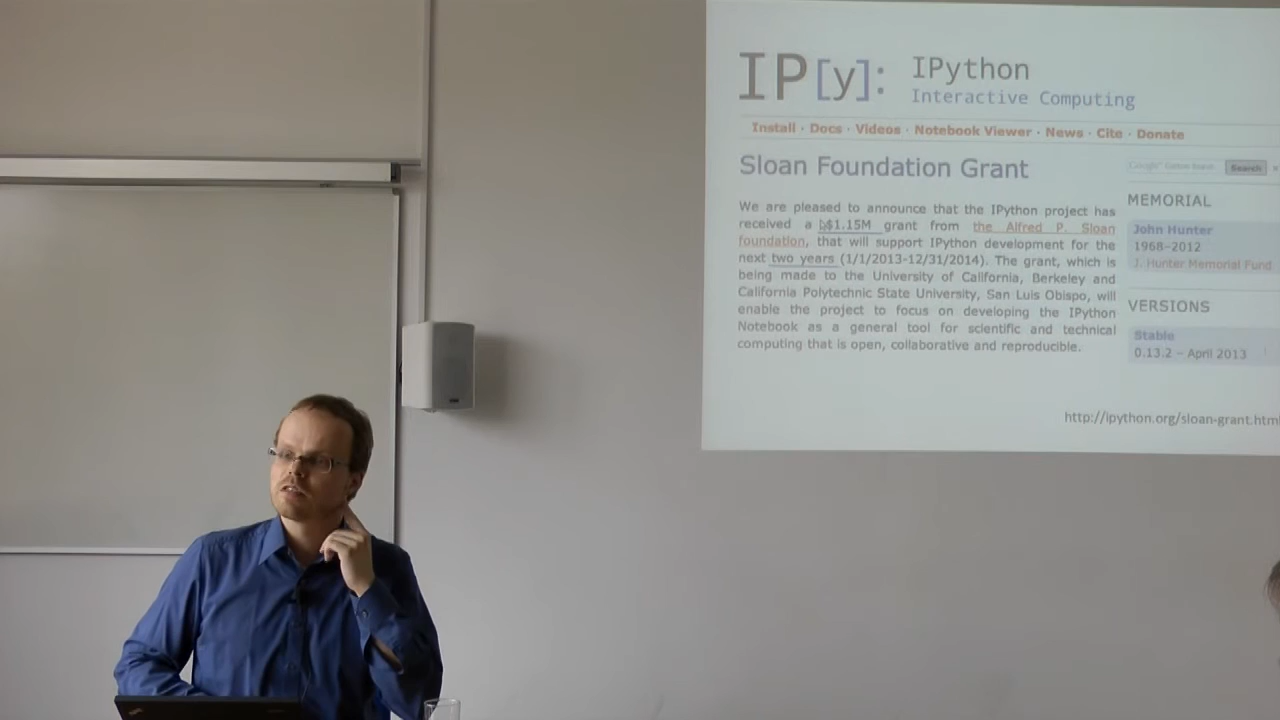 IP[y]:
IPython
Interactive Computing
Install · Docs · Videos · Notebook Viewer · News · Cite · Donate
Sloan Foundation Grant
We are pleased to announce that the IPython project has
received a $1.15M grant from the Alfred P. Sloan
foundation, that will support IPython development for the
next two years (1/1/2013-12/31/2014). The grant, which is
being made to the University of California, Berkeley and
California Polytechnic State University, San Luis Obispo, will
enable the project to focus on developing the IPython
Notebook as a general tool for scientific and technical
computing that is open, collaborative and reproducible.
Google™ Custom Search
Search
MEMORIAL
John Hunter
1968–2012
J. Hunter Memorial Fund
VERSIONS
Stable
0.13.2 – April 2013
http://ipython.org/sloan-grant.html